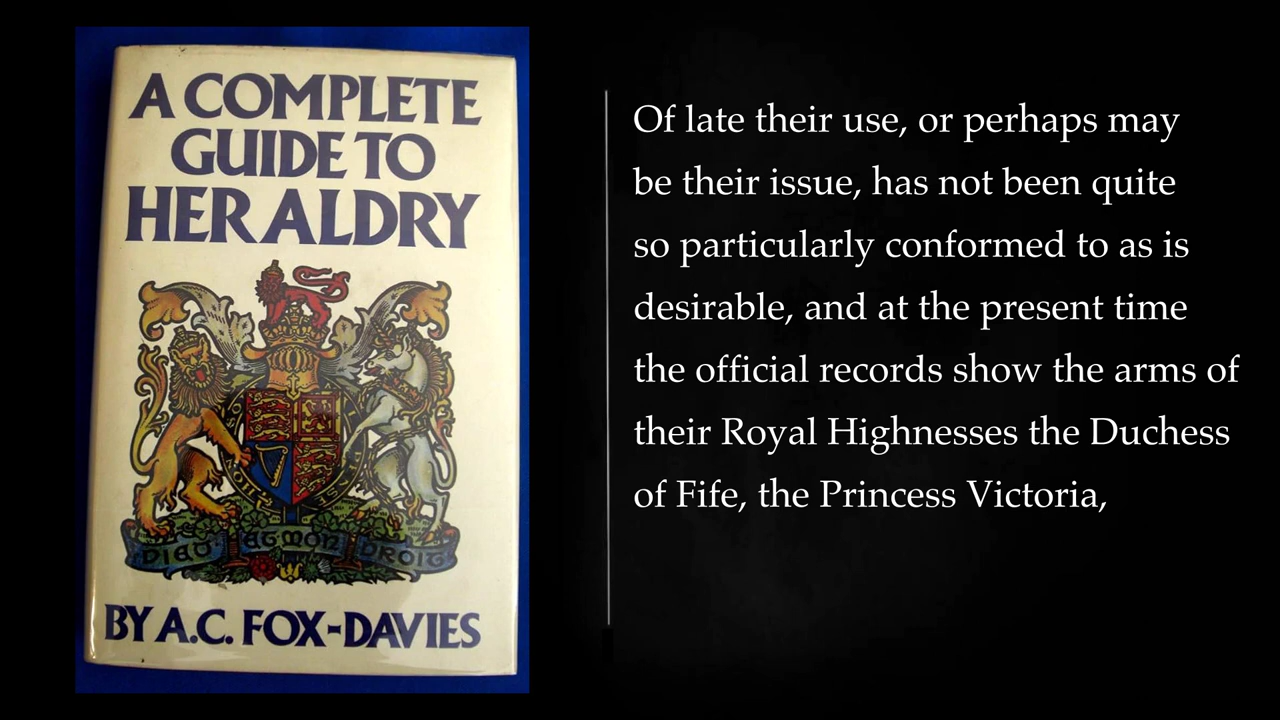 A COMPLETE
GUIDE TO
HERALDRY
DIEU ET MON DROIT
BY A.C. FOX-DAVIES
Of late their use, or perhaps may
be their issue, has not been quite
so particularly conformed to as is
desirable, and at the present time
the official records show the arms of
their Royal Highnesses the Duchess
of Fife, the Princess Victoria,